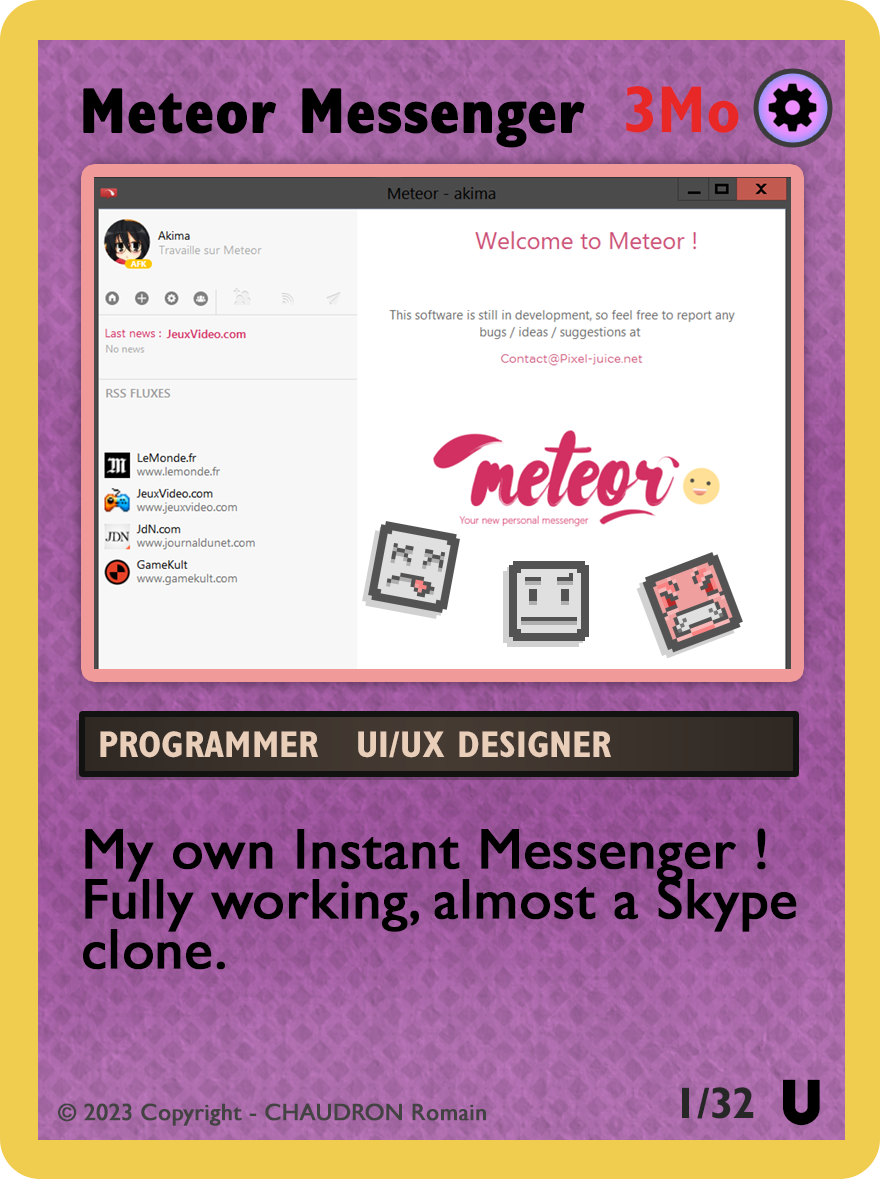 Meteor Messenger 3Mo
Meteor - akima
X
Akima
Travaille sur Meteor
AFK
Last news : JeuxVideo.com
No news
RSS FLUXES
M
LeMonde.fr
www.lemonde.fr
JeuxVideo.com
www.jeuxvideo.com
JDN
JdN.com
www.journaldunet.com
GameKult
www.gamekult.com
Welcome to Meteor !
This software is still in development, so feel free to report any
bugs / ideas / suggestions at
Contact@Pixel-juice.net
meteor
Your new personal messenger
PROGRAMMER UI/UX DESIGNER
My own Instant Messenger !
Fully working, almost a Skype
clone.
© 2023 Copyright - CHAUDRON Romain
1/32 U